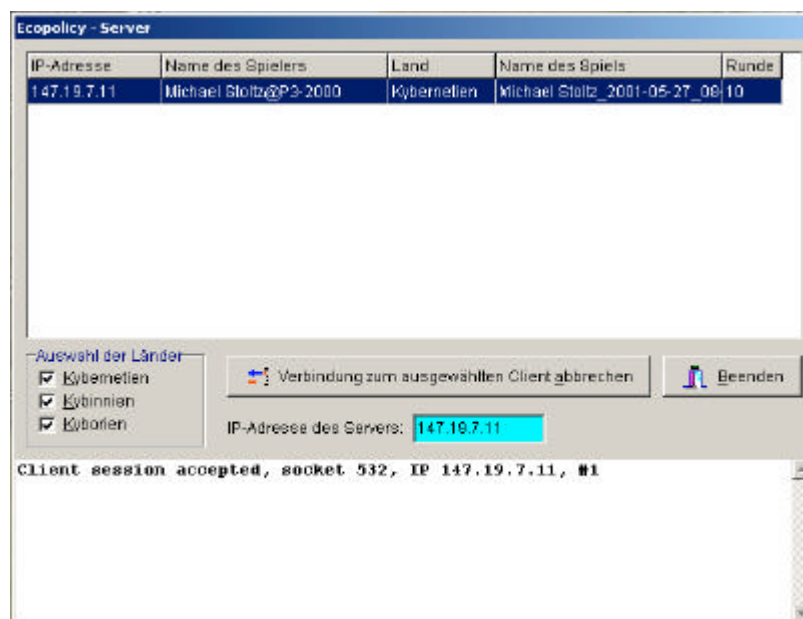 Ecopolicy - Server
IP-Adresse Name des Spielers Land Name des Spiels Runde
147.19.7.11 Michael Stoltz@P3-2000 Kybernetien Michael Stoltz_2001-05-27_09- 10
Auswahl der Länder
Kybernetien
Kybinnien
Kyborien
Verbindung zum ausgewählten Client abbrechen
Beenden
IP-Adresse des Servers: 147.19.7.11
Client session accepted, socket 532, IP 147.19.7.11, #1